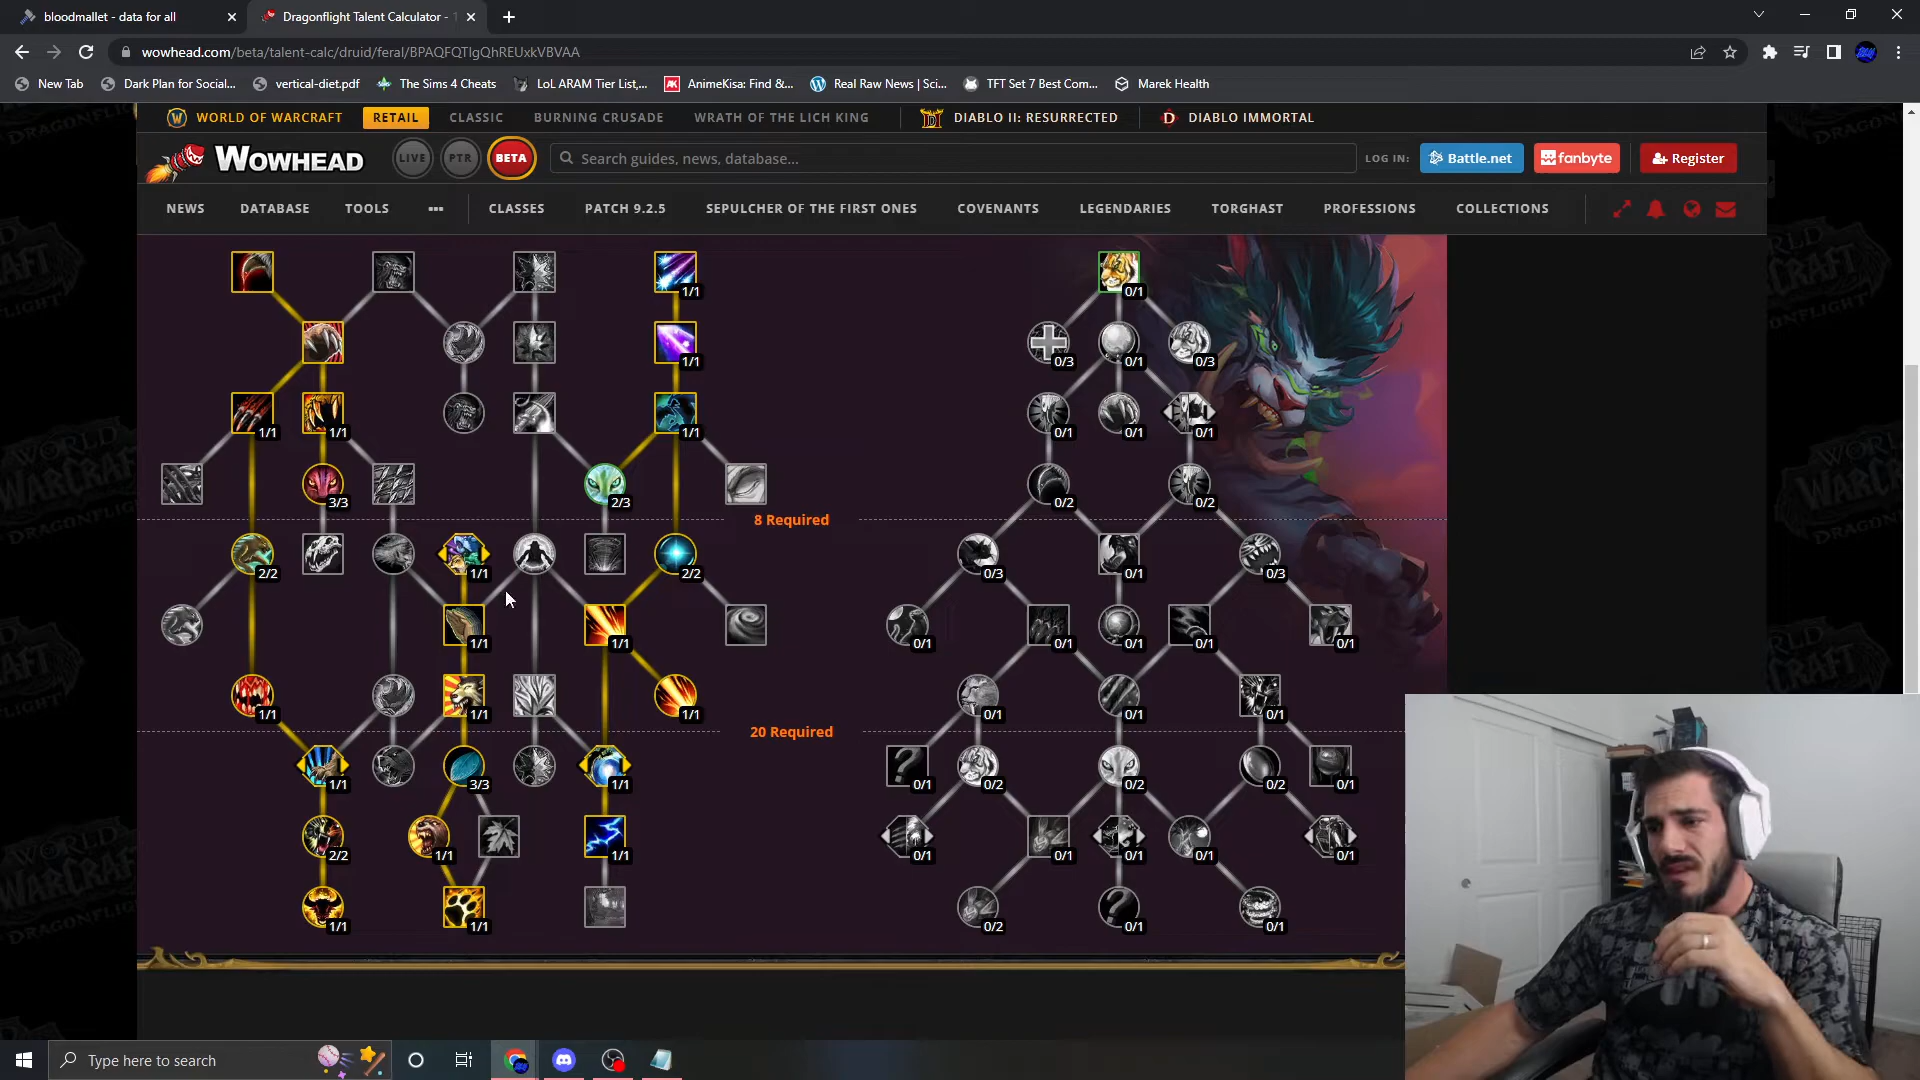 bloodmallet - data for all
Dragonflight Talent Calculator - 1
wowhead.com/beta/talent-calc/druid/feral/BPAQFQTIgQhREUxkVBVAA
New Tab Dark Plan for Social... vertical-diet.pdf The Sims 4 Cheats LoL ARAM Tier List,... AnimeKisa: Find &... Real Raw News | Sci... TFT Set 7 Best Com... Marek Health
WORLD OF WARCRAFT RETAIL CLASSIC BURNING CRUSADE WRATH OF THE LICH KING DIABLO II: RESURRECTED DIABLO IMMORTAL
WOWHEAD LIVE PTR BETA Search guides, news, database... LOG IN: Battle.net fanbyte Register
NEWS DATABASE TOOLS ••• CLASSES PATCH 9.2.5 SEPULCHER OF THE FIRST ONES COVENANTS LEGENDARIES TORGHAST PROFESSIONS COLLECTIONS
1/1 0/1
1/1 0/3 0/1 0/3
1/1 1/1 1/1 0/1 0/1 0/1
3/3 2/3 0/2 0/2
8 Required
2/2 1/1 2/2 0/3 0/1 0/3
1/1 1/1 0/1 0/1 0/1 0/1 0/1
1/1 1/1 1/1 0/1 0/1 0/1
20 Required
1/1 3/3 1/1 0/1 0/2 0/2 0/2 0/1
2/2 1/1 1/1 0/1 0/1 0/1 0/1 0/1
1/1 1/1 0/2 0/1 0/1
Type here to search